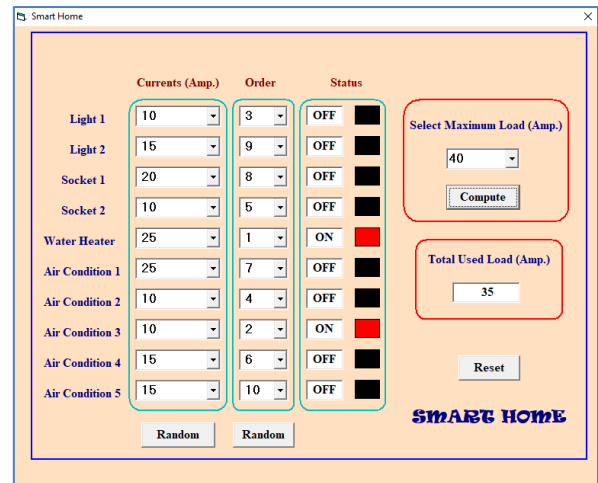 Smart Home
Currents (Amp.) Order Status
Light 1 10 3 OFF
Light 2 15 9 OFF
Socket 1 20 8 OFF
Socket 2 10 5 OFF
Water Heater 25 1 ON
Air Condition 1 25 7 OFF
Air Condition 2 10 4 OFF
Air Condition 3 10 2 ON
Air Condition 4 15 6 OFF
Air Condition 5 15 10 OFF
Random Random
Select Maximum Load (Amp.)
40
Compute
Total Used Load (Amp.)
35
Reset
SMART HOME